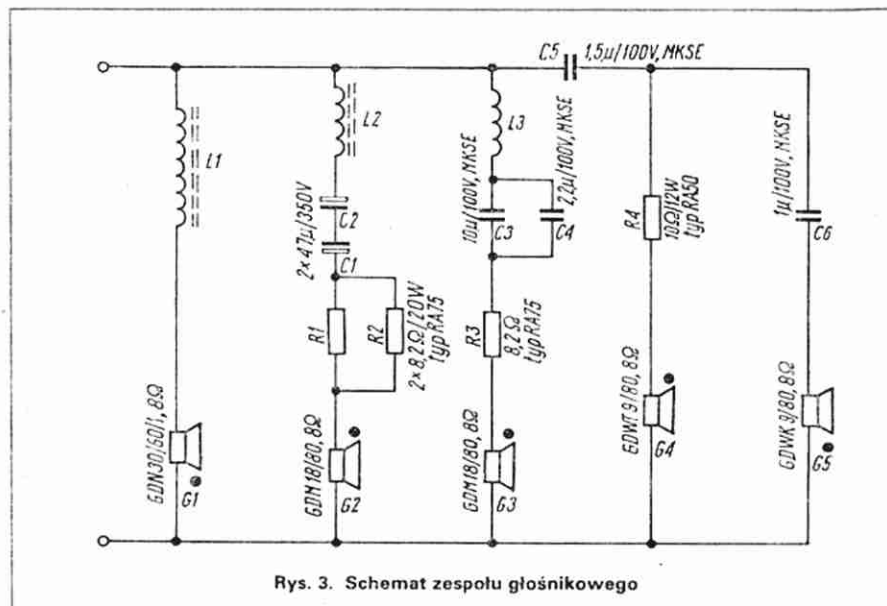 C5
1,5µ/100V, MKSE
L1
L2
L3
2×47µ/350V
C2
C1
10µ/100V, MKSE
C3
2,2µ/100V, MKSE
C4
R1
R2
2×8,2Ω/20W
typ RA75
R3
8,2Ω
typ RA75
R4
10Ω/12W
typ RA50
1µ/100V, MKSE
C6
GDN30/60/1, 8Ω
G1
GDM18/80, 8Ω
G2
GDM18/80, 8Ω
G3
GDWT 9/80, 8Ω
G4
GDWK 9/80, 8Ω
G5
Rys. 3. Schemat zespołu głośnikowego